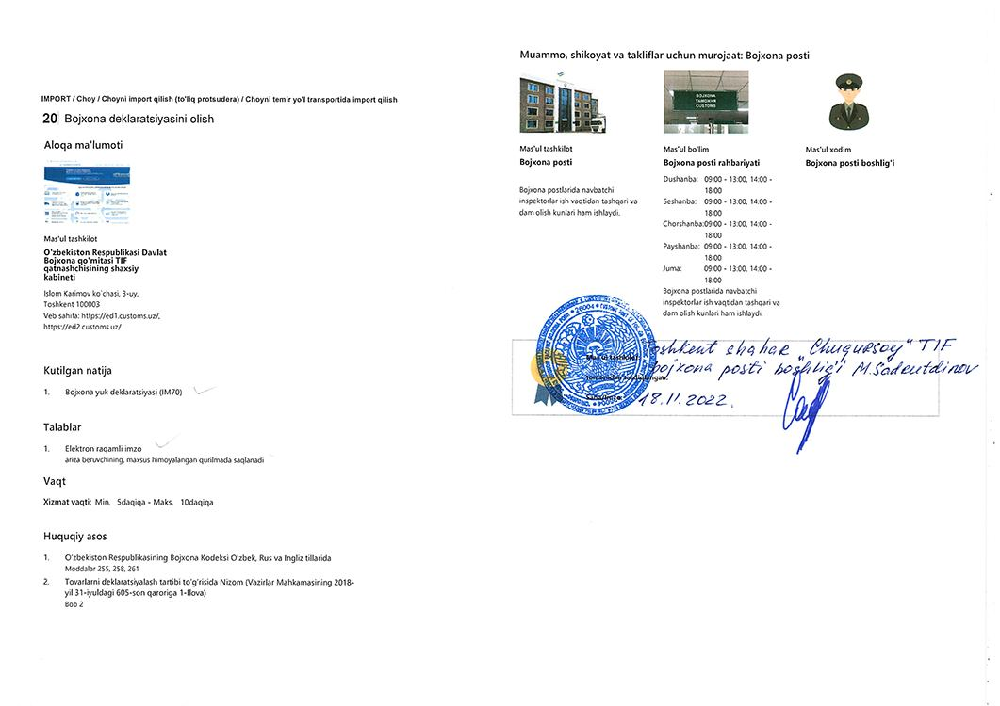 IMPORT / Choy / Choyni import qilish (to'liq protsudera) / Choyni temir yo'l transportida import qilish
20 Bojxona deklaratsiyasini olish
Aloqa ma'lumoti
Mas'ul tashkilot
O'zbekiston Respublikasi Davlat
Bojxona qo'mitasi TIF
qatnashchisining shaxsiy
kabineti
Islom Karimov ko`chasi, 3-uy,
Toshkent 100003
Veb sahifa: https://ed1.customs.uz/,
https://ed2.customs.uz/
Kutilgan natija
1. Bojxona yuk deklaratsiyasi (IM70)
Talablar
1. Elektron raqamli imzo
ariza beruvchining, maxsus himoyalangan qurilmada saqlanadi
Vaqt
Xizmat vaqti: Min. 5daqiqa - Maks. 10daqiqa
Huquqiy asos
1. O'zbekiston Respublikasining Bojxona Kodeksi O'zbek, Rus va Ingliz tillarida
Moddalar 255, 258, 261
2. Tovarlarni deklaratsiyalash tartibi to'g'risida Nizom (Vazirlar Mahkamasining 2018-
yil 31-iyuldagi 605-son qaroriga 1-Ilova)
Bob 2
Muammo, shikoyat va takliflar uchun murojaat: Bojxona posti
Mas'ul tashkilot
Bojxona posti
Bojxona postlarida navbatchi
inspektorlar ish vaqtidan tashqari va
dam olish kunlari ham ishlaydi.
BOJXONA
ТАМОЖНЯ
CUSTOMS
Mas'ul bo'lim
Bojxona posti rahbariyati
Dushanba: 09:00 - 13:00, 14:00 -
18:00
Seshanba: 09:00 - 13:00, 14:00 -
18:00
Chorshanba:09:00 - 13:00, 14:00 -
18:00
Payshanba: 09:00 - 13:00, 14:00 -
18:00
Juma: 09:00 - 13:00, 14:00 -
18:00
Bojxona postlarida navbatchi
inspektorlar ish vaqtidan tashqari va
dam olish kunlari ham ishlaydi.
Mas'ul xodim
Bojxona posti boshlig'i
Mas'ul tashkilot
Toshkent shahar „Chuqursoy" TIF
bojxona posti boshlig'i M.Sadrutdinov
18.11.2022.
26004